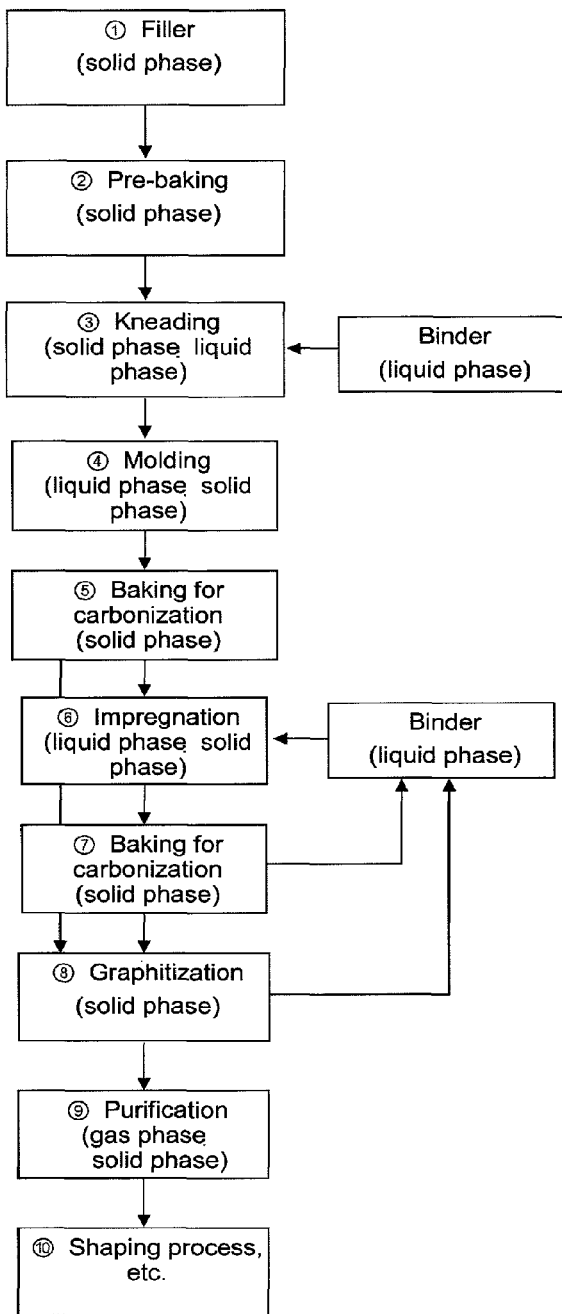 ① Filler
(solid phase)
② Pre-baking
(solid phase)
③ Kneading
(solid phase, liquid
phase)
Binder
(liquid phase)
④ Molding
(liquid phase, solid
phase)
⑤ Baking for
carbonization
(solid phase)
⑥ Impregnation
(liquid phase, solid
phase)
Binder
(liquid phase)
⑦ Baking for
carbonization
(solid phase)
⑧ Graphitization
(solid phase)
⑨ Purification
(gas phase,
solid phase)
⑩ Shaping process,
etc.